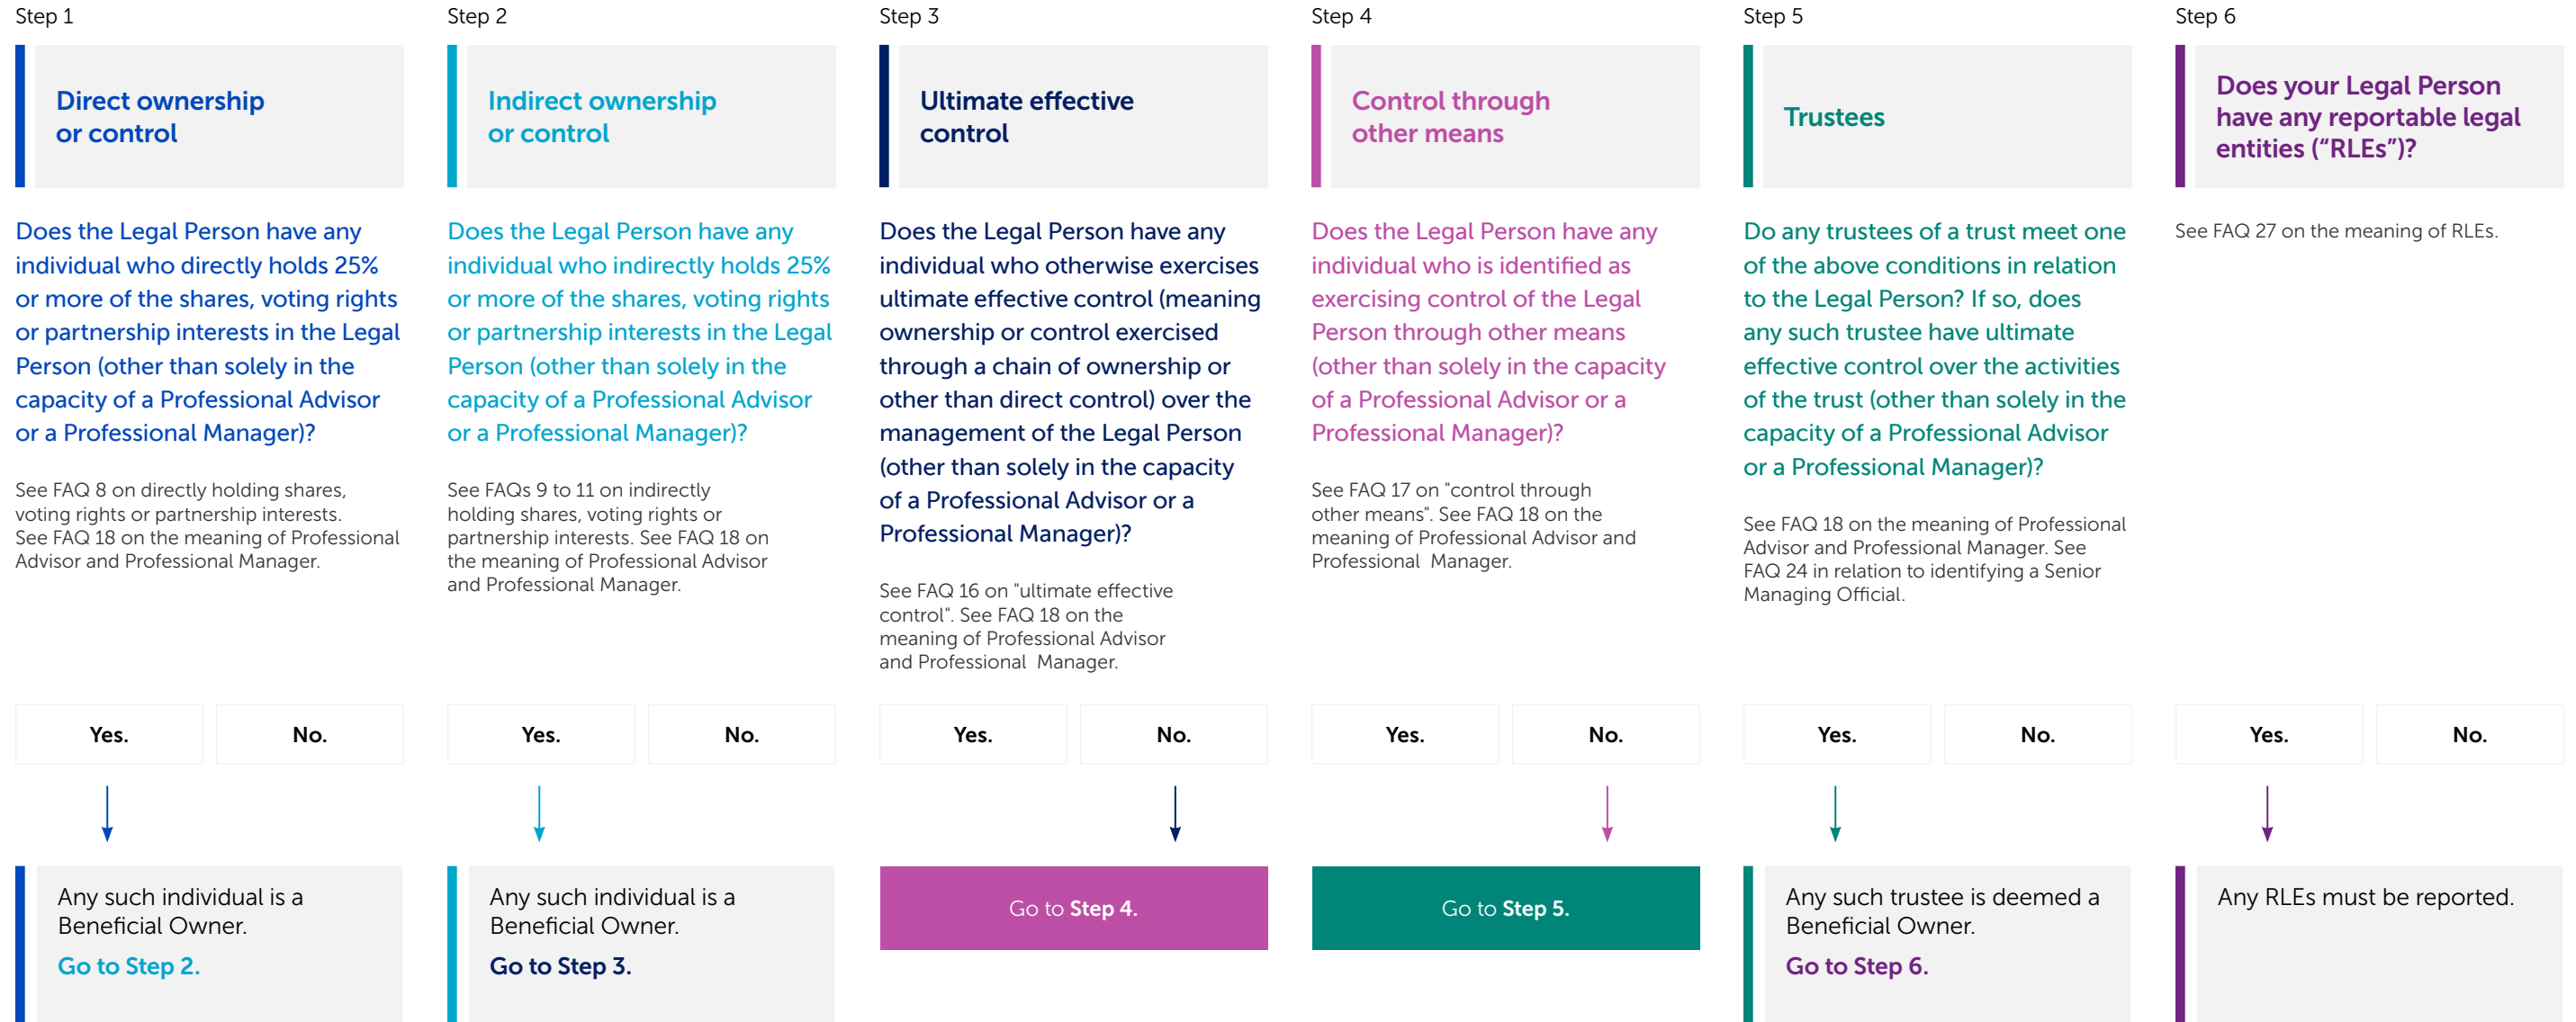 Step 1
Direct ownership
or control
Does the Legal Person have any
individual who directly holds 25%
or more of the shares, voting rights
or partnership interests in the Legal
Person (other than solely in the
capacity of a Professional Advisor
or a Professional Manager)?
See FAQ 8 on directly holding shares,
voting rights or partnership interests.
See FAQ 18 on the meaning of Professional
Advisor and Professional Manager.
Yes.
No.
Any such individual is a
Beneficial Owner.
Go to Step 2.
Step 2
Indirect ownership
or control
Does the Legal Person have any
individual who indirectly holds 25%
or more of the shares, voting rights
or partnership interests in the Legal
Person (other than solely in the
capacity of a Professional Advisor
or a Professional Manager)?
See FAQs 9 to 11 on indirectly
holding shares, voting rights or
partnership interests. See FAQ 18 on
the meaning of Professional Advisor
and Professional Manager.
Yes.
No.
Any such individual is a
Beneficial Owner.
Go to Step 3.
Step 3
Ultimate effective
control
Does the Legal Person have any
individual who otherwise exercises
ultimate effective control (meaning
ownership or control exercised
through a chain of ownership or
other than direct control) over the
management of the Legal Person
(other than solely in the capacity
of a Professional Advisor or a
Professional Manager)?
See FAQ 16 on "ultimate effective
control". See FAQ 18 on the
meaning of Professional Advisor
and Professional Manager.
Yes.
No.
Go to Step 4.
Step 4
Control through
other means
Does the Legal Person have any
individual who is identified as
exercising control of the Legal
Person through other means
(other than solely in the capacity
of a Professional Advisor or a
Professional Manager)?
See FAQ 17 on "control through
other means". See FAQ 18 on the
meaning of Professional Advisor and
Professional Manager.
Yes.
No.
Go to Step 5.
Step 5
Trustees
Do any trustees of a trust meet one
of the above conditions in relation
to the Legal Person? If so, does
any such trustee have ultimate
effective control over the activities
of the trust (other than solely in the
capacity of a Professional Advisor
or a Professional Manager)?
See FAQ 18 on the meaning of Professional
Advisor and Professional Manager. See
FAQ 24 in relation to identifying a Senior
Managing Official.
Yes.
No.
Any such trustee is deemed a
Beneficial Owner.
Go to Step 6.
Step 6
Does your Legal Person
have any reportable legal
entities (“RLEs”)?
See FAQ 27 on the meaning of RLEs.
Yes.
No.
Any RLEs must be reported.